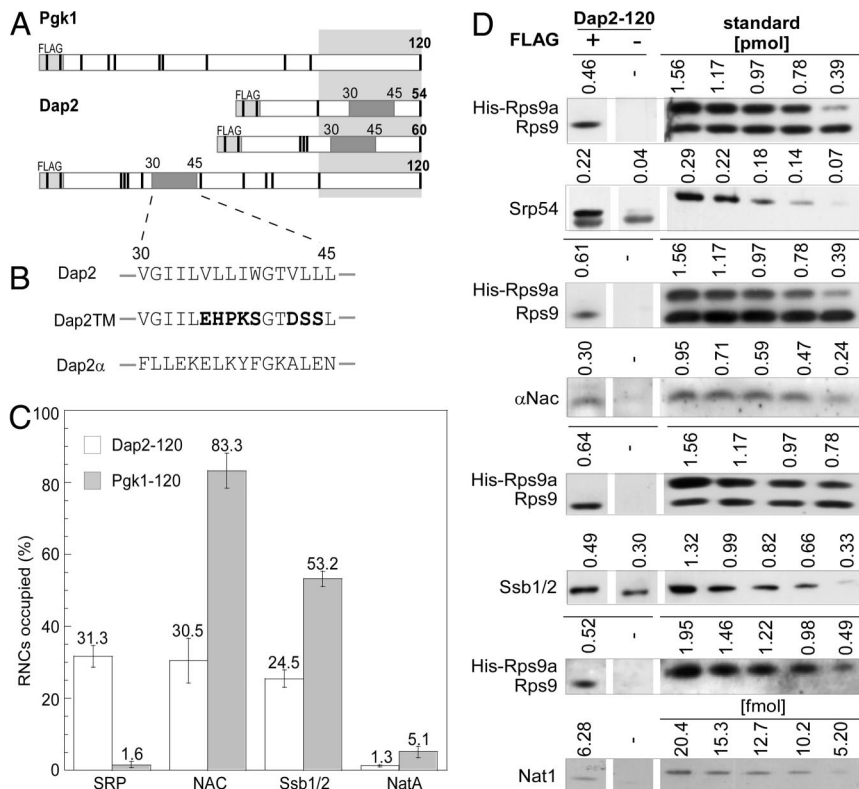 A
Pgk1
FLAG
120
Dap2
FLAG 30 45 54
FLAG 30 45 60
FLAG 30 45 120
B
30 45
Dap2 VGIILVLLIWGTVLLL
Dap2TM VGIILEHPKSGTDSSL
Dap2α FLLEKELKYFGKALEN
C
100
80
60
40
20
0
RNCs occupied (%)
Dap2-120
Pgk1-120
31.3 1.6
30.5 83.3
24.5 53.2
1.3 5.1
SRP NAC Ssb1/2 NatA
D
Dap2-120 standard
FLAG + - [pmol]
0.46 - 1.56 1.17 0.97 0.78 0.39
His-Rps9a
Rps9
0.22 0.04 0.29 0.22 0.18 0.14 0.07
Srp54
0.61 - 1.56 1.17 0.97 0.78 0.39
His-Rps9a
Rps9
0.30 - 0.95 0.71 0.59 0.47 0.24
αNac
0.64 - 1.56 1.17 0.97 0.78
His-Rps9a
Rps9
0.49 0.30 1.32 0.99 0.82 0.66 0.33
Ssb1/2
0.52 - 1.95 1.46 1.22 0.98 0.49
His-Rps9a
Rps9
[fmol]
6.28 - 20.4 15.3 12.7 10.2 5.20
Nat1